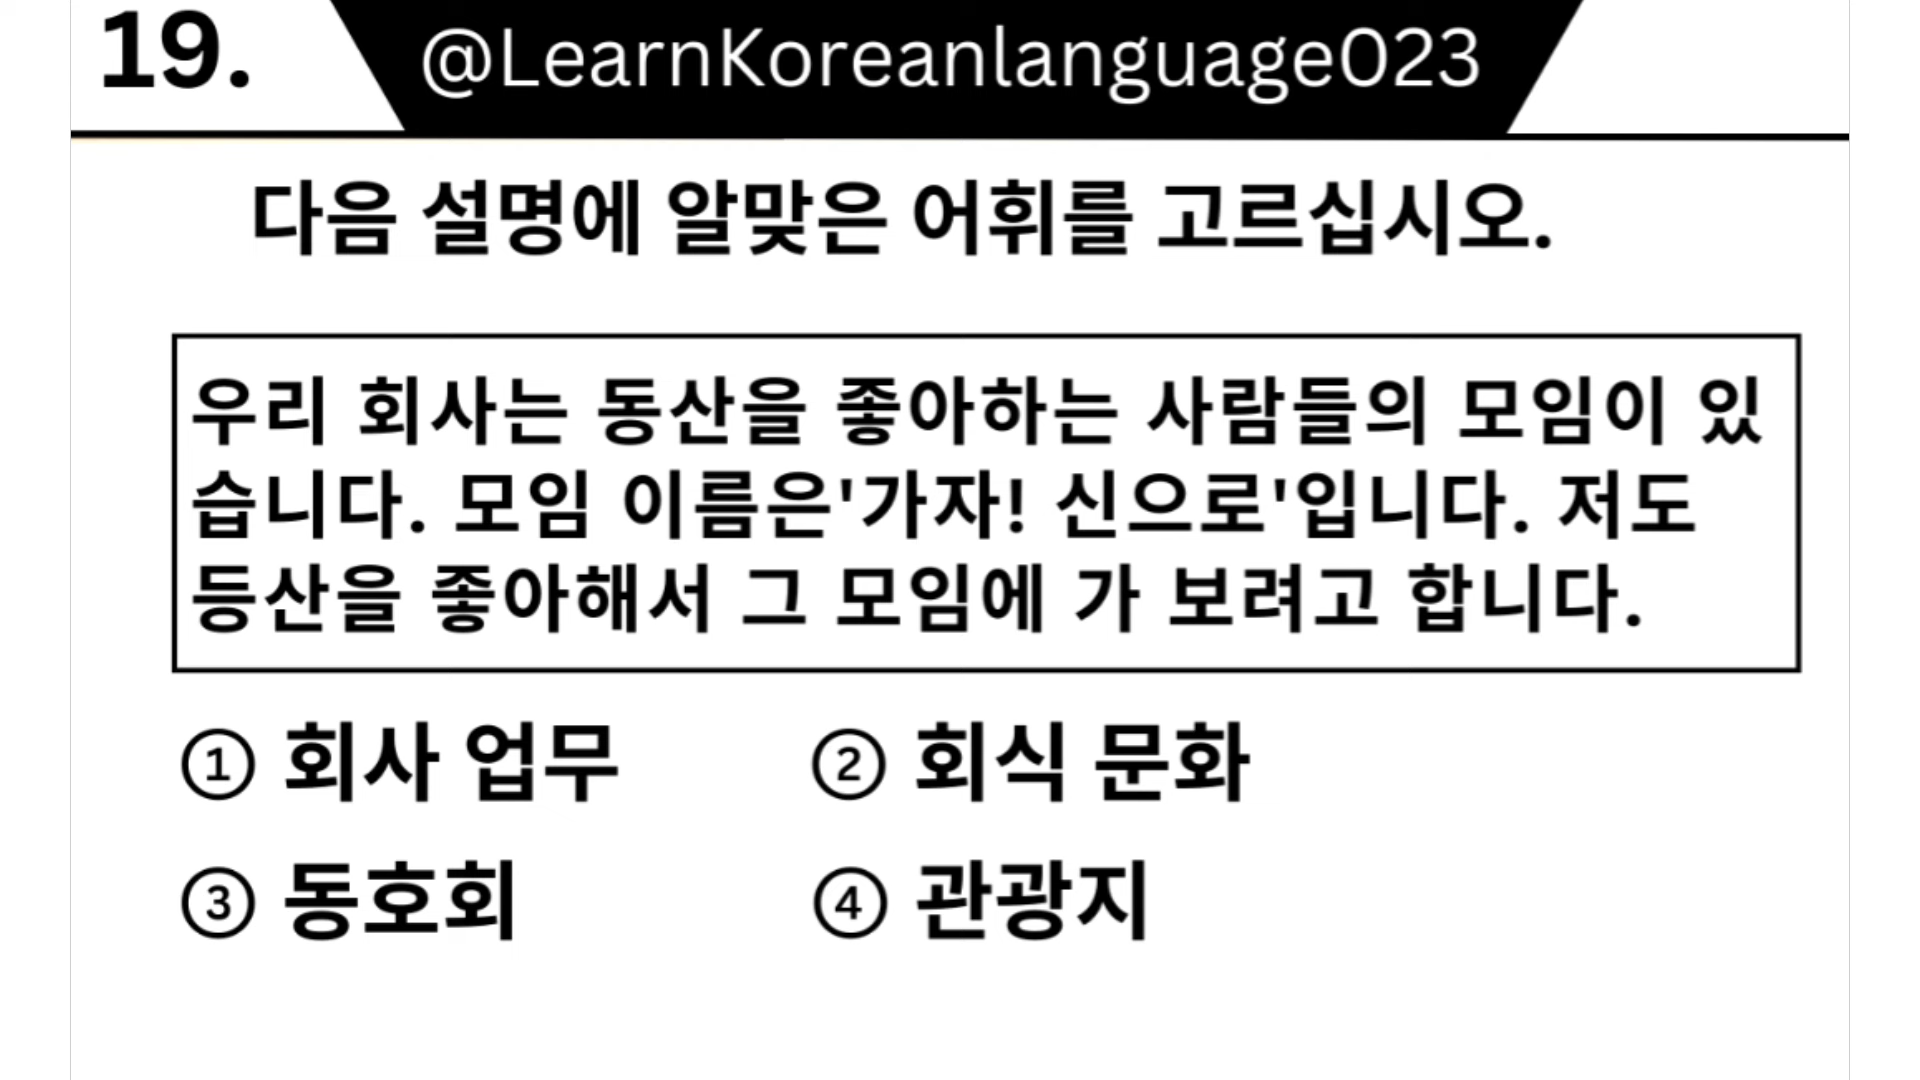 19.
@LearnKoreanlanguage023
다음 설명에 알맞은 어휘를 고르십시오.
우리 회사는 동산을 좋아하는 사람들의 모임이 있
습니다. 모임 이름은'가자! 신으로'입니다. 저도
등산을 좋아해서 그 모임에 가 보려고 합니다.
① 회사 업무 ② 회식 문화
③ 동호회 ④ 관광지